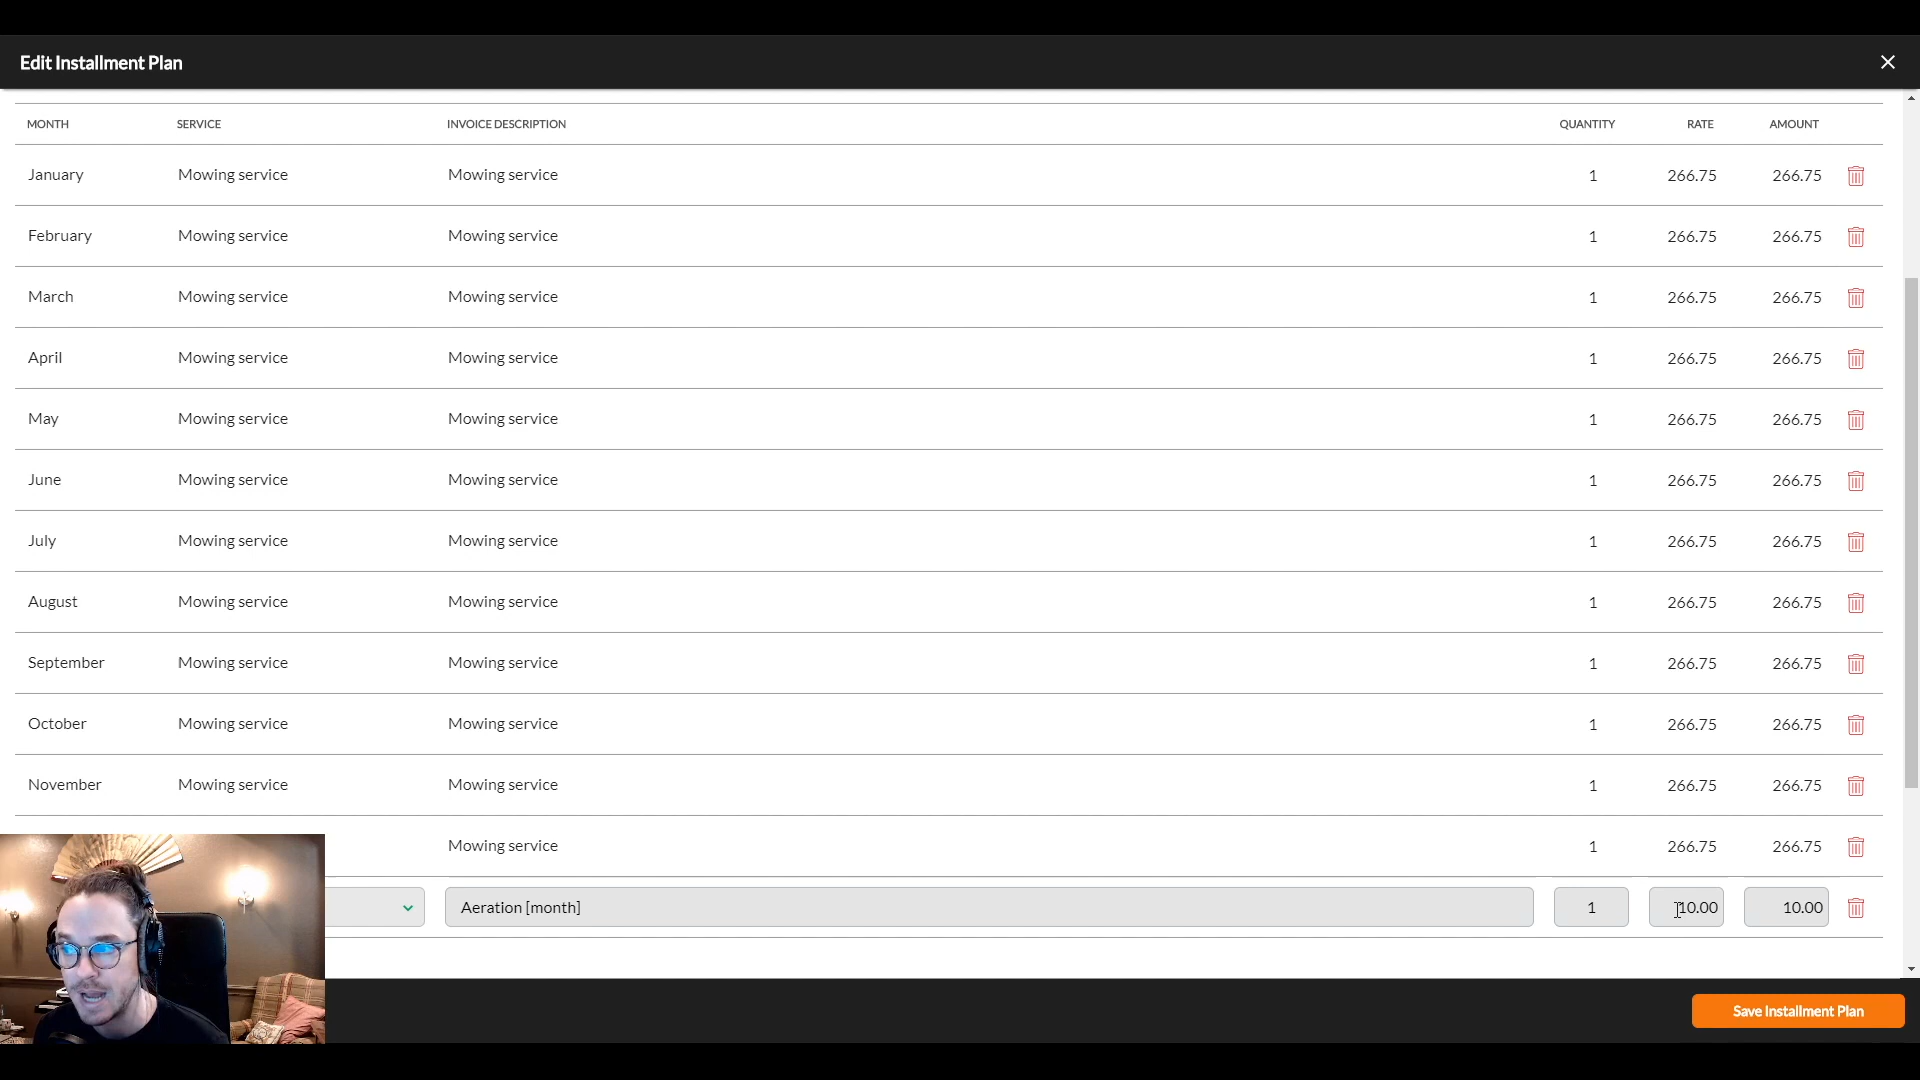 Edit Installment Plan
MONTH SERVICE INVOICE DESCRIPTION QUANTITY RATE AMOUNT
January Mowing service Mowing service 1 266.75 266.75
February Mowing service Mowing service 1 266.75 266.75
March Mowing service Mowing service 1 266.75 266.75
April Mowing service Mowing service 1 266.75 266.75
May Mowing service Mowing service 1 266.75 266.75
June Mowing service Mowing service 1 266.75 266.75
July Mowing service Mowing service 1 266.75 266.75
August Mowing service Mowing service 1 266.75 266.75
September Mowing service Mowing service 1 266.75 266.75
October Mowing service Mowing service 1 266.75 266.75
November Mowing service Mowing service 1 266.75 266.75
Mowing service 1 266.75 266.75
Aeration [month] 1 10.00 10.00
Save Installment Plan